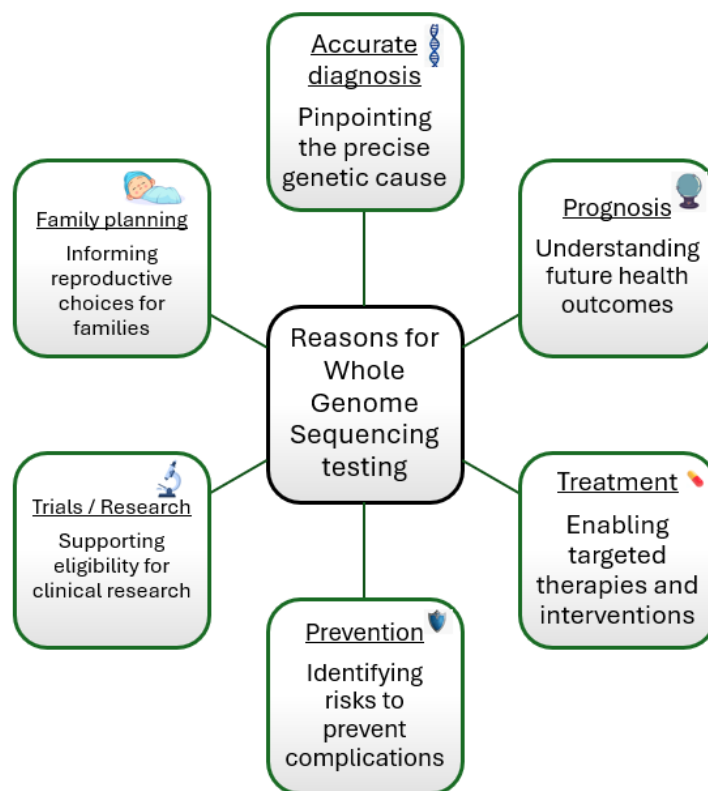 Accurate
diagnosis
Pinpointing
the precise
genetic cause
Family planning
Informing
reproductive
choices for
families
Prognosis
Understanding
future health
outcomes
Reasons for
Whole
Genome
Sequencing
testing
Trials / Research
Supporting
eligibility for
clinical research
Treatment
Enabling
targeted
therapies and
interventions
Prevention
Identifying
risks to
prevent
complications